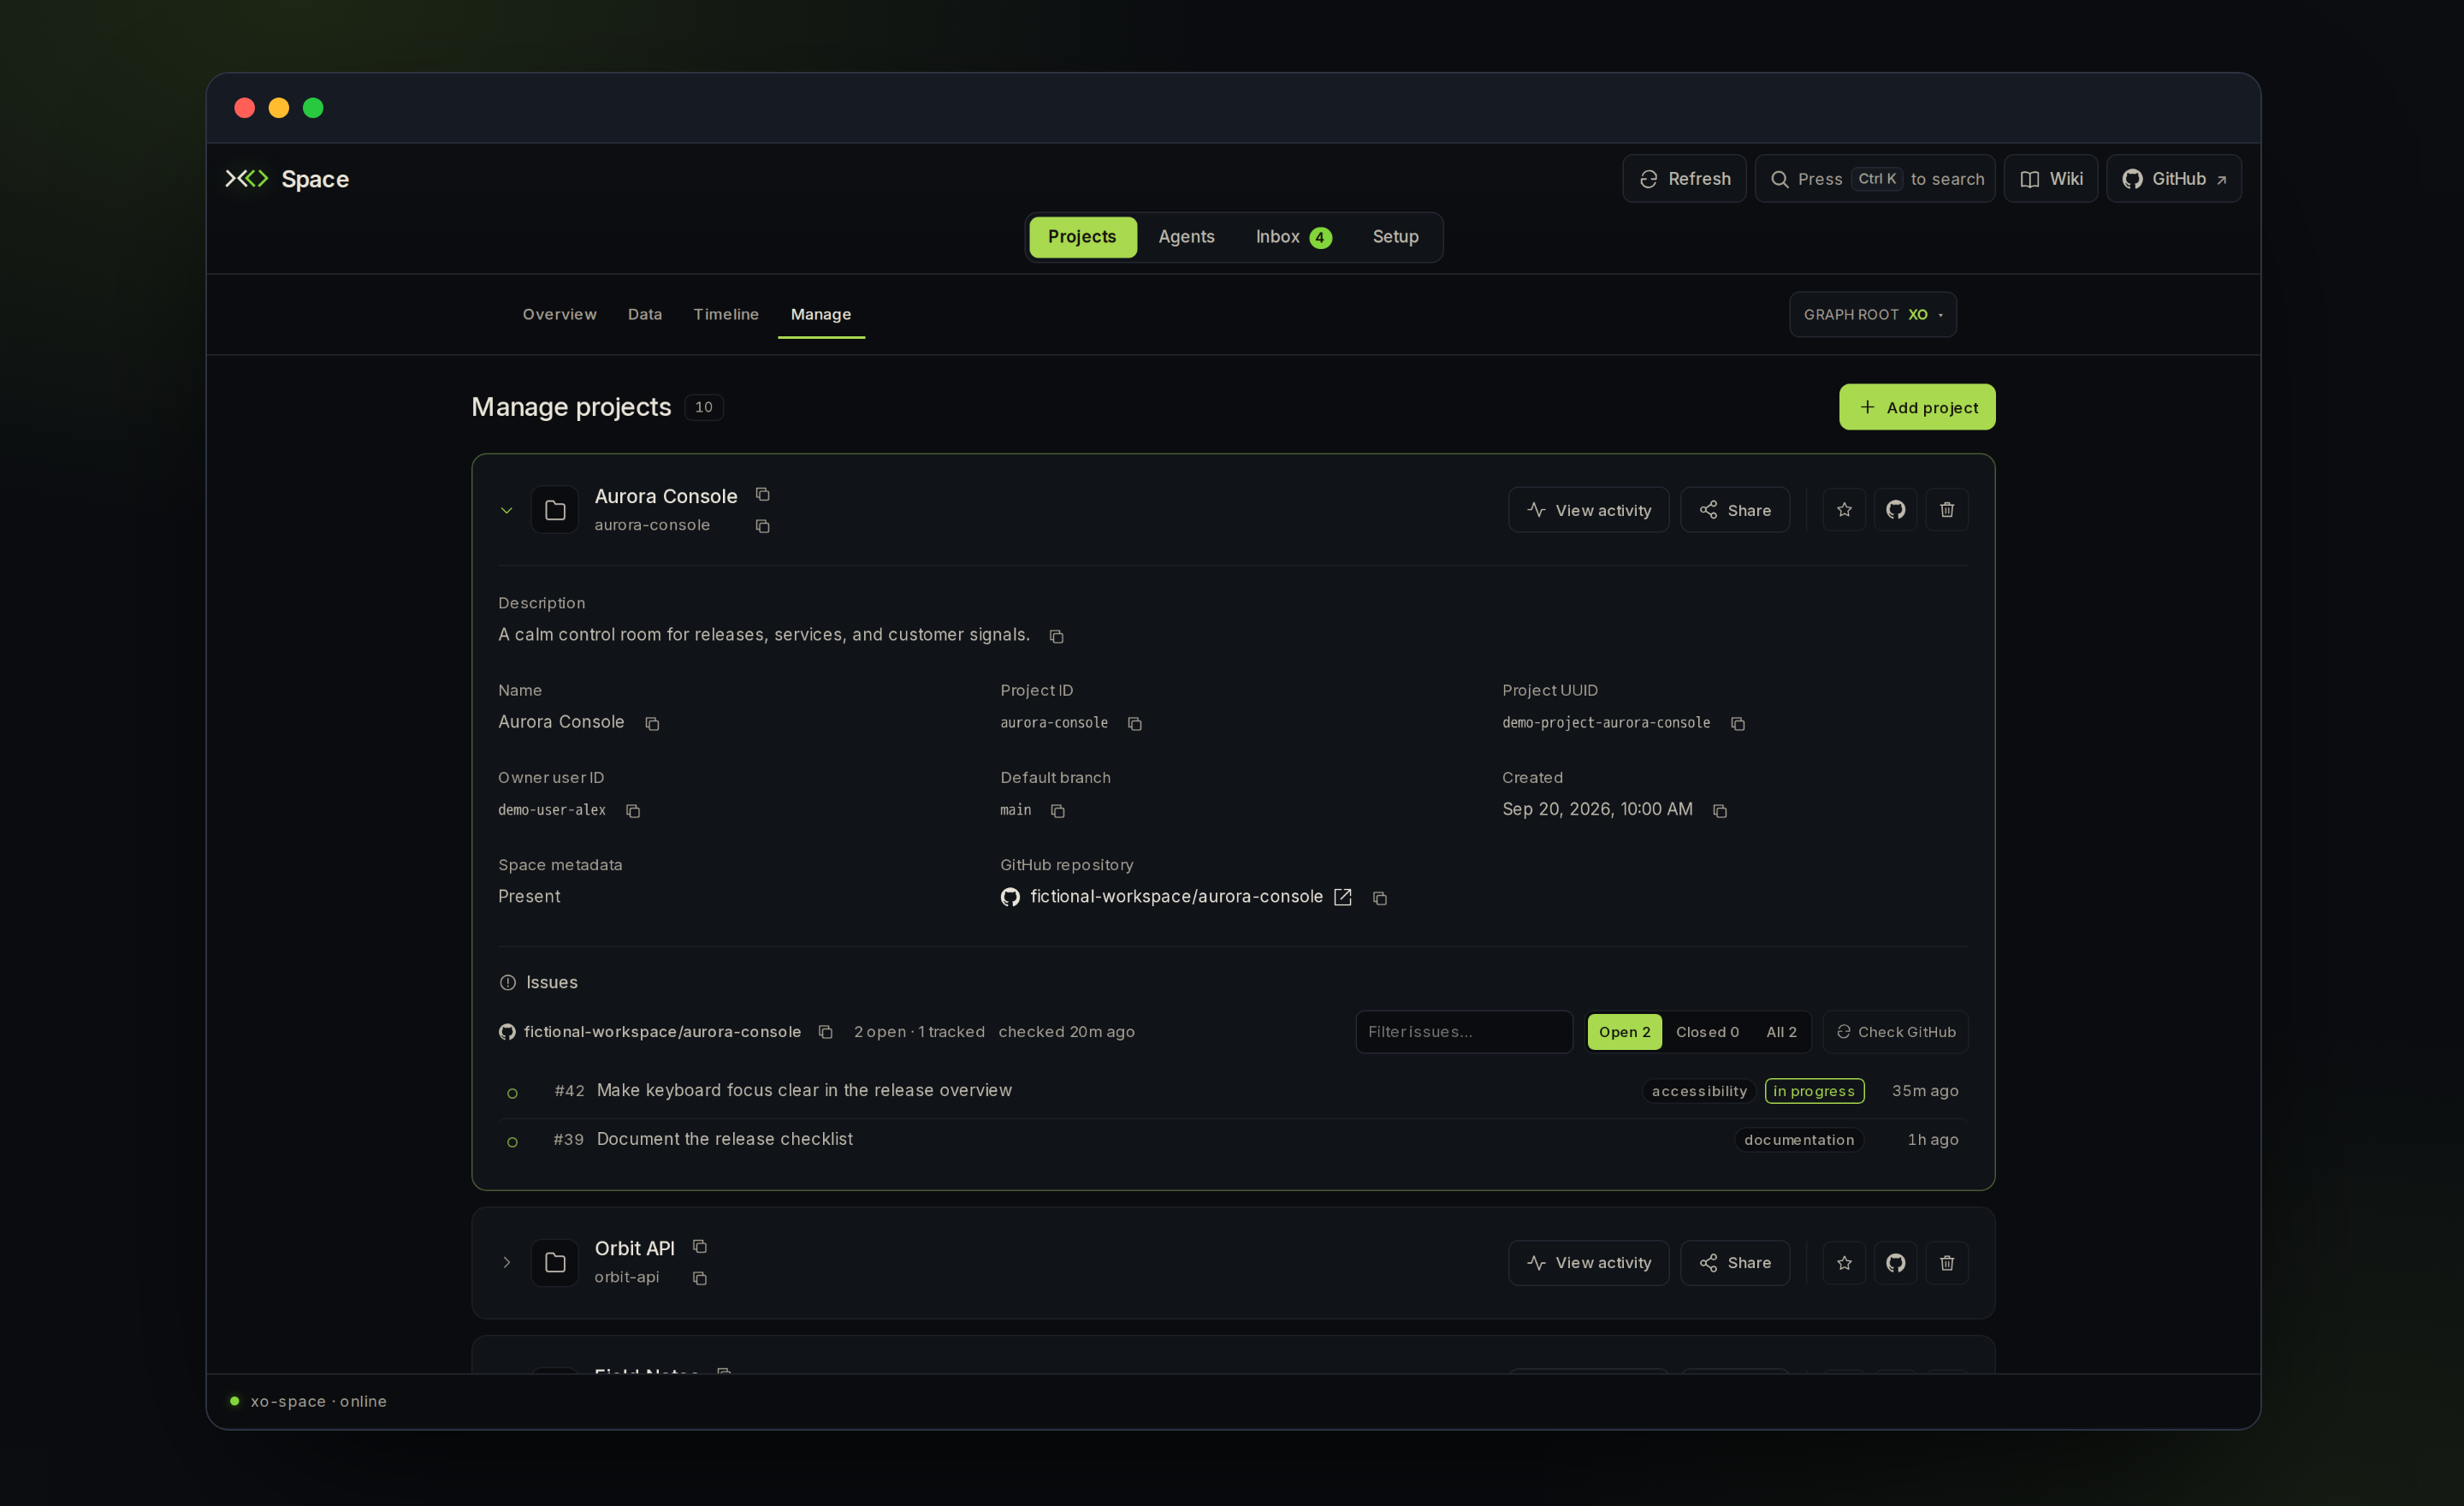 Space
Refresh
Press Ctrl K to search
Wiki
GitHub
Projects
Agents
Inbox 4
Setup
Overview
Data
Timeline
Manage
GRAPH ROOT XO
Manage projects 10
Add project
Aurora Console
aurora-console
View activity
Share
Description
A calm control room for releases, services, and customer signals.
Name
Project ID
Project UUID
Aurora Console
aurora-console
demo-project-aurora-console
Owner user ID
Default branch
Created
demo-user-alex
main
Sep 20, 2026, 10:00 AM
Space metadata
GitHub repository
Present
fictional-workspace/aurora-console
Issues
fictional-workspace/aurora-console 2 open · 1 tracked checked 20m ago
Filter issues...
Open 2
Closed 0
All 2
Check GitHub
#42 Make keyboard focus clear in the release overview accessibility in progress 35m ago
#39 Document the release checklist documentation 1h ago
Orbit API
orbit-api
View activity
Share
Field Notes
xo-space · online